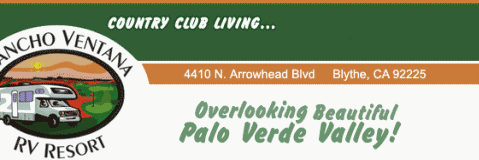 COUNTRY CLUB LIVING...
ANCHO VENTANA
RV RESORT
4410 N. Arrowhead Blvd Blythe, CA 92225
Overlooking Beautiful
Palo Verde Valley!